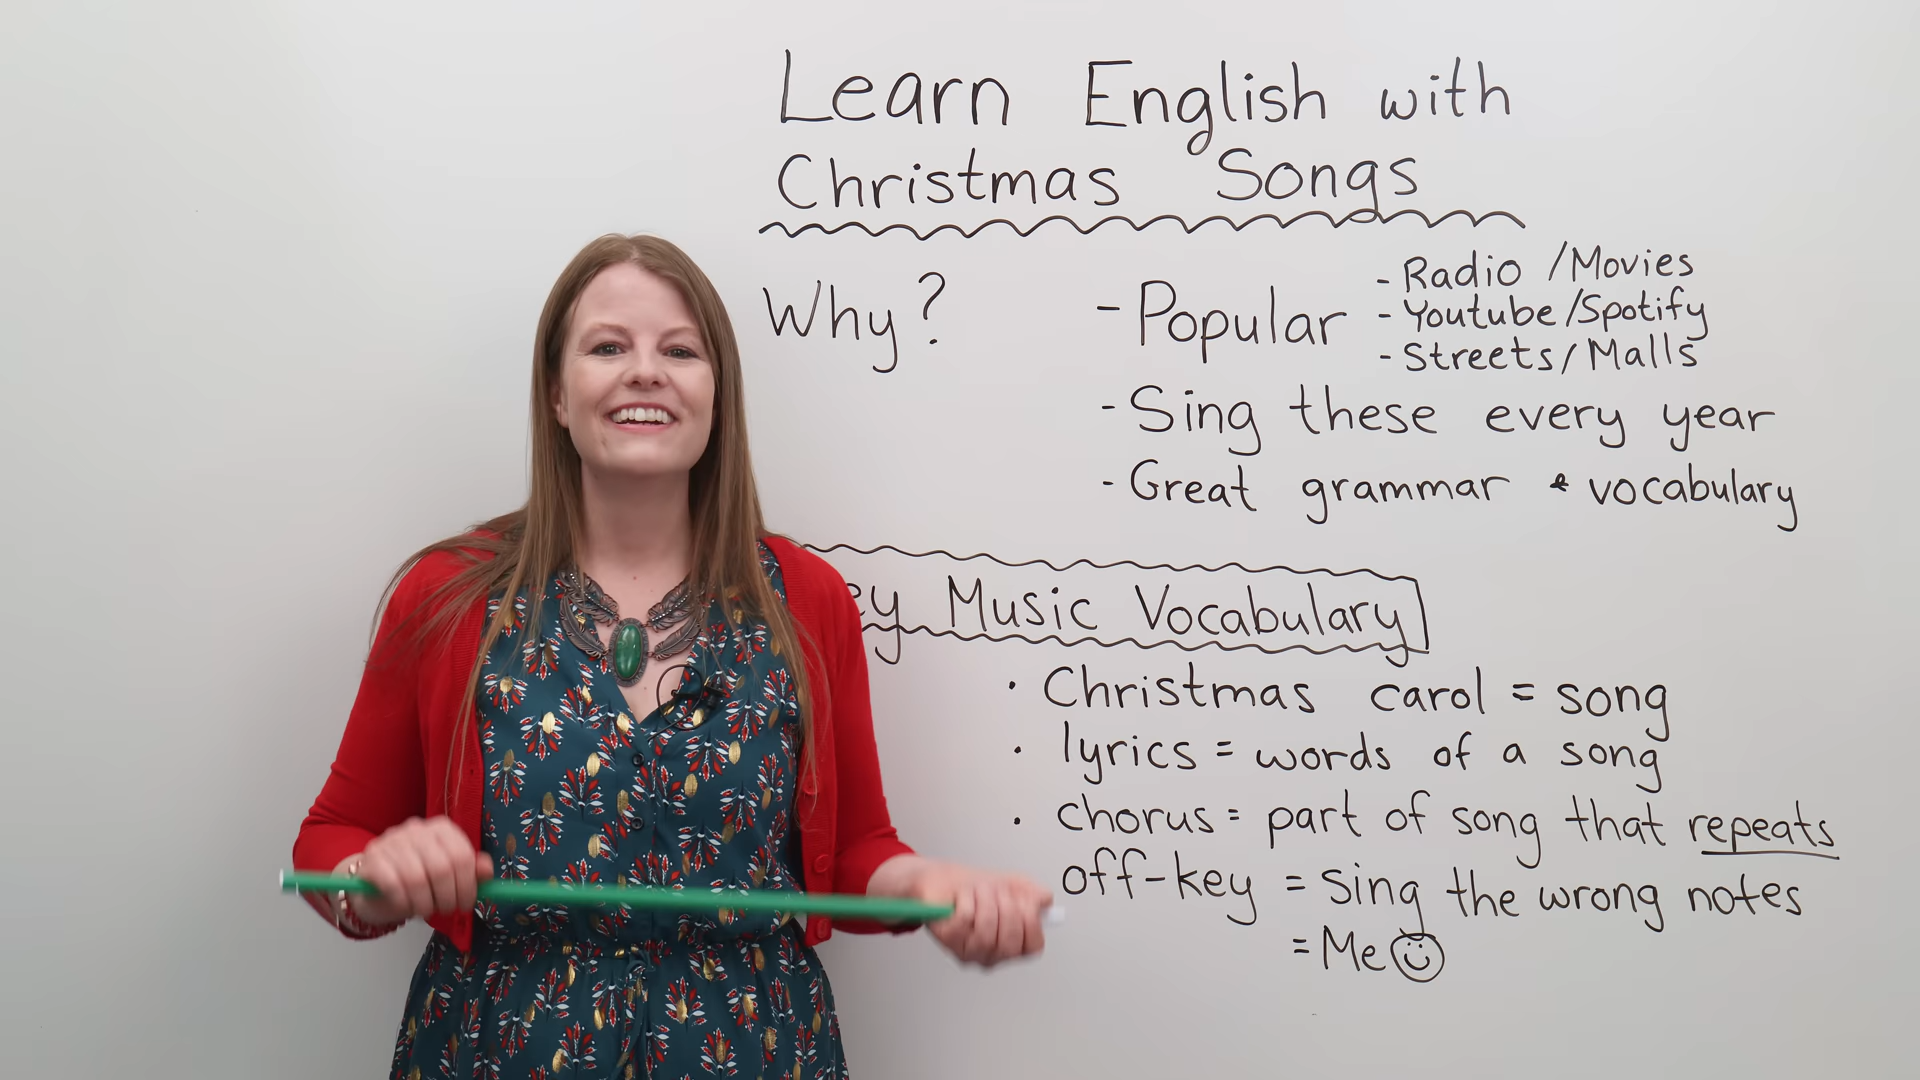 Learn English with
Christmas Songs
Why?
- Popular
- Radio / Movies
- Youtube / Spotify
- Streets / Malls
- Sing these every year
- Great grammar & vocabulary
ey Music Vocabulary
• Christmas carol = song
• lyrics = words of a song
• chorus = part of song that repeats
off-key = Sing the wrong notes
= Me ☺